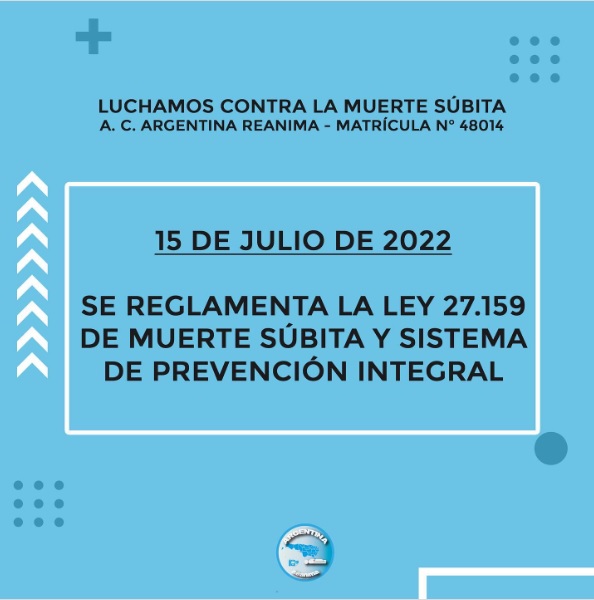 LUCHAMOS CONTRA LA MUERTE SÚBITA
A. C. ARGENTINA REANIMA - MATRÍCULA N° 48014
15 DE JULIO DE 2022
SE REGLAMENTA LA LEY 27.159
DE MUERTE SÚBITA Y SISTEMA
DE PREVENCIÓN INTEGRAL
ARGENTINA